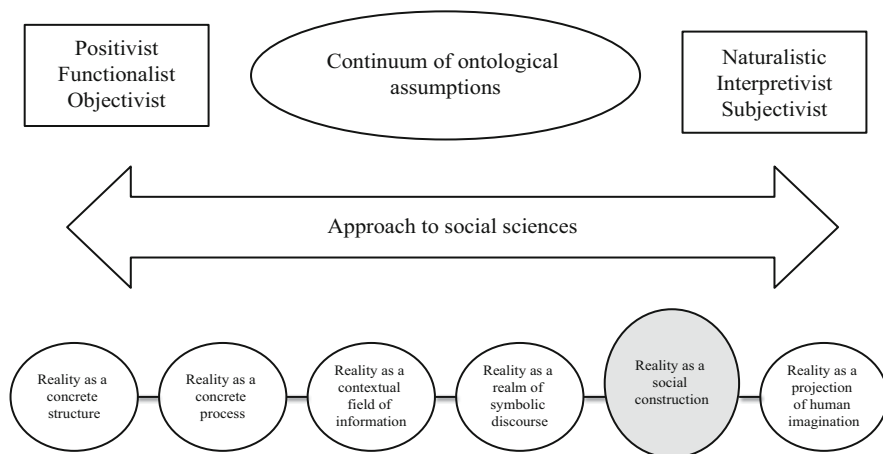 Positivist
Functionalist
Objectivist
Continuum of ontological
assumptions
Naturalistic
Interpretivist
Subjectivist
Approach to social sciences
Reality as a
concrete
structure
Reality as a
concrete
process
Reality as a
contextual
field of
information
Reality as a
realm of
symbolic
discourse
Reality as a
social
construction
Reality as a
projection
of human
imagination